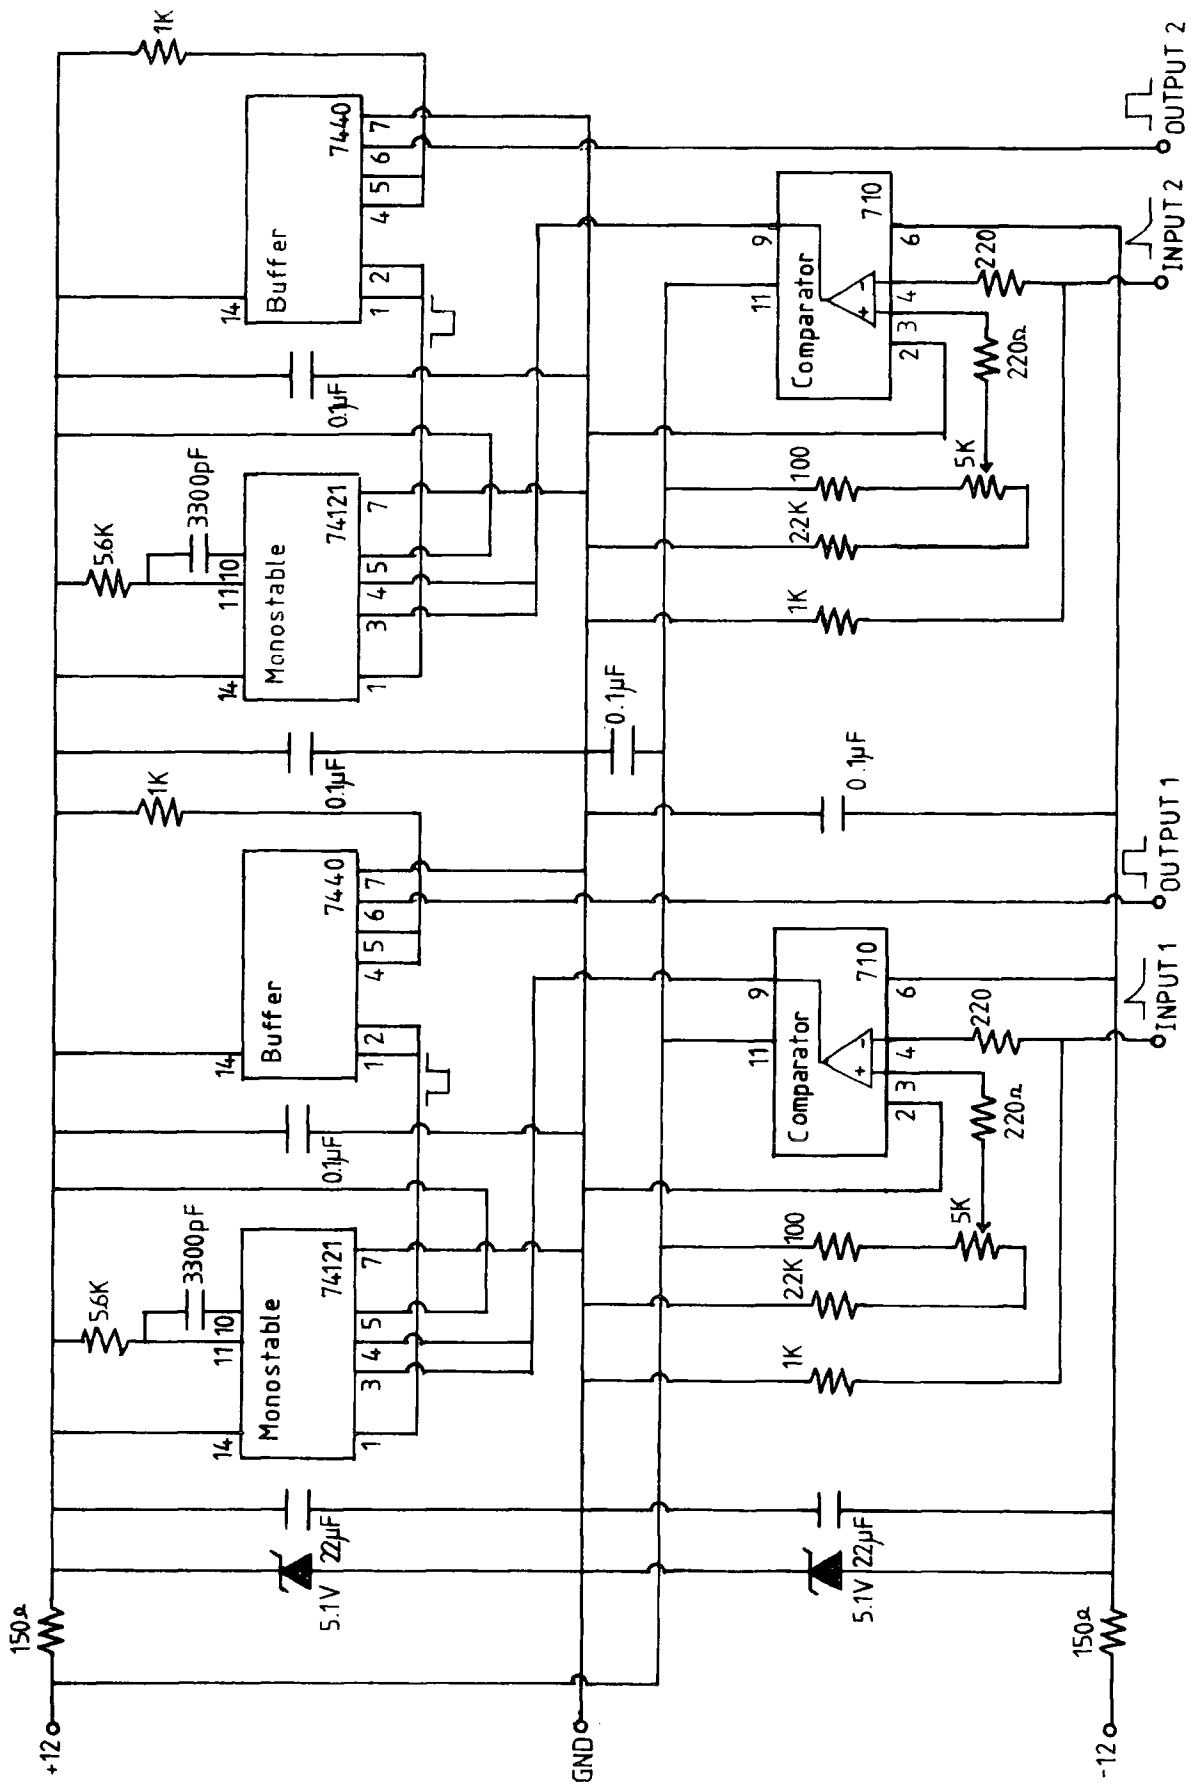 150Ω
+12
5.6K
5.6K
1K
1K
3300pF
3300pF
14
11 10
14
14
11 10
14
Monostable
Buffer
Monostable
Buffer
74121
7440
74121
7440
5.1V
22µF
0.1µF
0.1µF
0.1µF
1 3 4 5 7
1 2 4 5 6 7
1 3 4 5 7
1 2 4 5 6 7
GND
0.1µF
11 9
11 9
1K
2.2K
100
Comparator
0.1µF
1K
2.2K
100
Comparator
+ -
+ -
5.1V
22µF
710
710
2 3 4 6
2 3 4 6
5K
220Ω
220
5K
220Ω
220
150Ω
-12
INPUT 1
OUTPUT 1
INPUT 2
OUTPUT 2